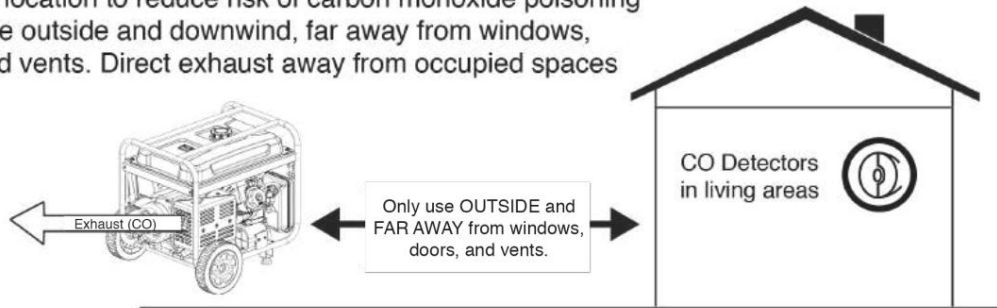 location to reduce risk of carbon monoxide poisoning
outside and downwind, far away from windows,
vents. Direct exhaust away from occupied spaces
CO Detectors
in living areas
Exhaust (CO)
Only use OUTSIDE and
FAR AWAY from windows,
doors, and vents.